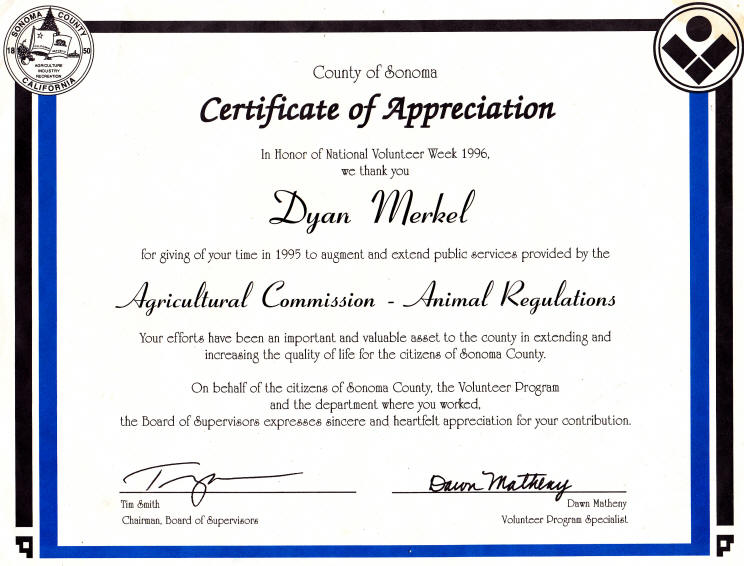 SONOMA COUNTY
18 50
AGRICULTURE
INDUSTRY
RECREATION
CALIFORNIA
County of Sonoma
Certificate of Appreciation
In Honor of National Volunteer Week 1996,
we thank you
Dyan Merkel
for giving of your time in 1995 to augment and extend public services provided by the
Agricultural Commission - Animal Regulations
Your efforts have been an important and valuable asset to the county in extending and
increasing the quality of life for the citizens of Sonoma County.
On behalf of the citizens of Sonoma County, the Volunteer Program
and the department where you worked,
the Board of Supervisors expresses sincere and heartfelt appreciation for your contribution.
Dawn Matheny
Tim Smith
Chairman, Board of Supervisors
Dawn Matheny
Volunteer Program Specialist